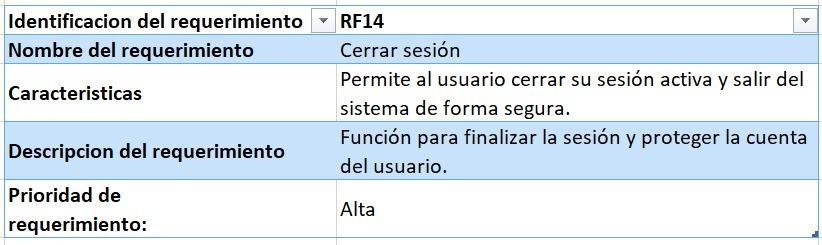 Identificacion del requerimiento RF14
Nombre del requerimiento Cerrar sesión
Caracteristicas Permite al usuario cerrar su sesión activa y salir del
sistema de forma segura.
Descripcion del requerimiento Función para finalizar la sesión y proteger la cuenta
del usuario.
Prioridad de
requerimiento: Alta